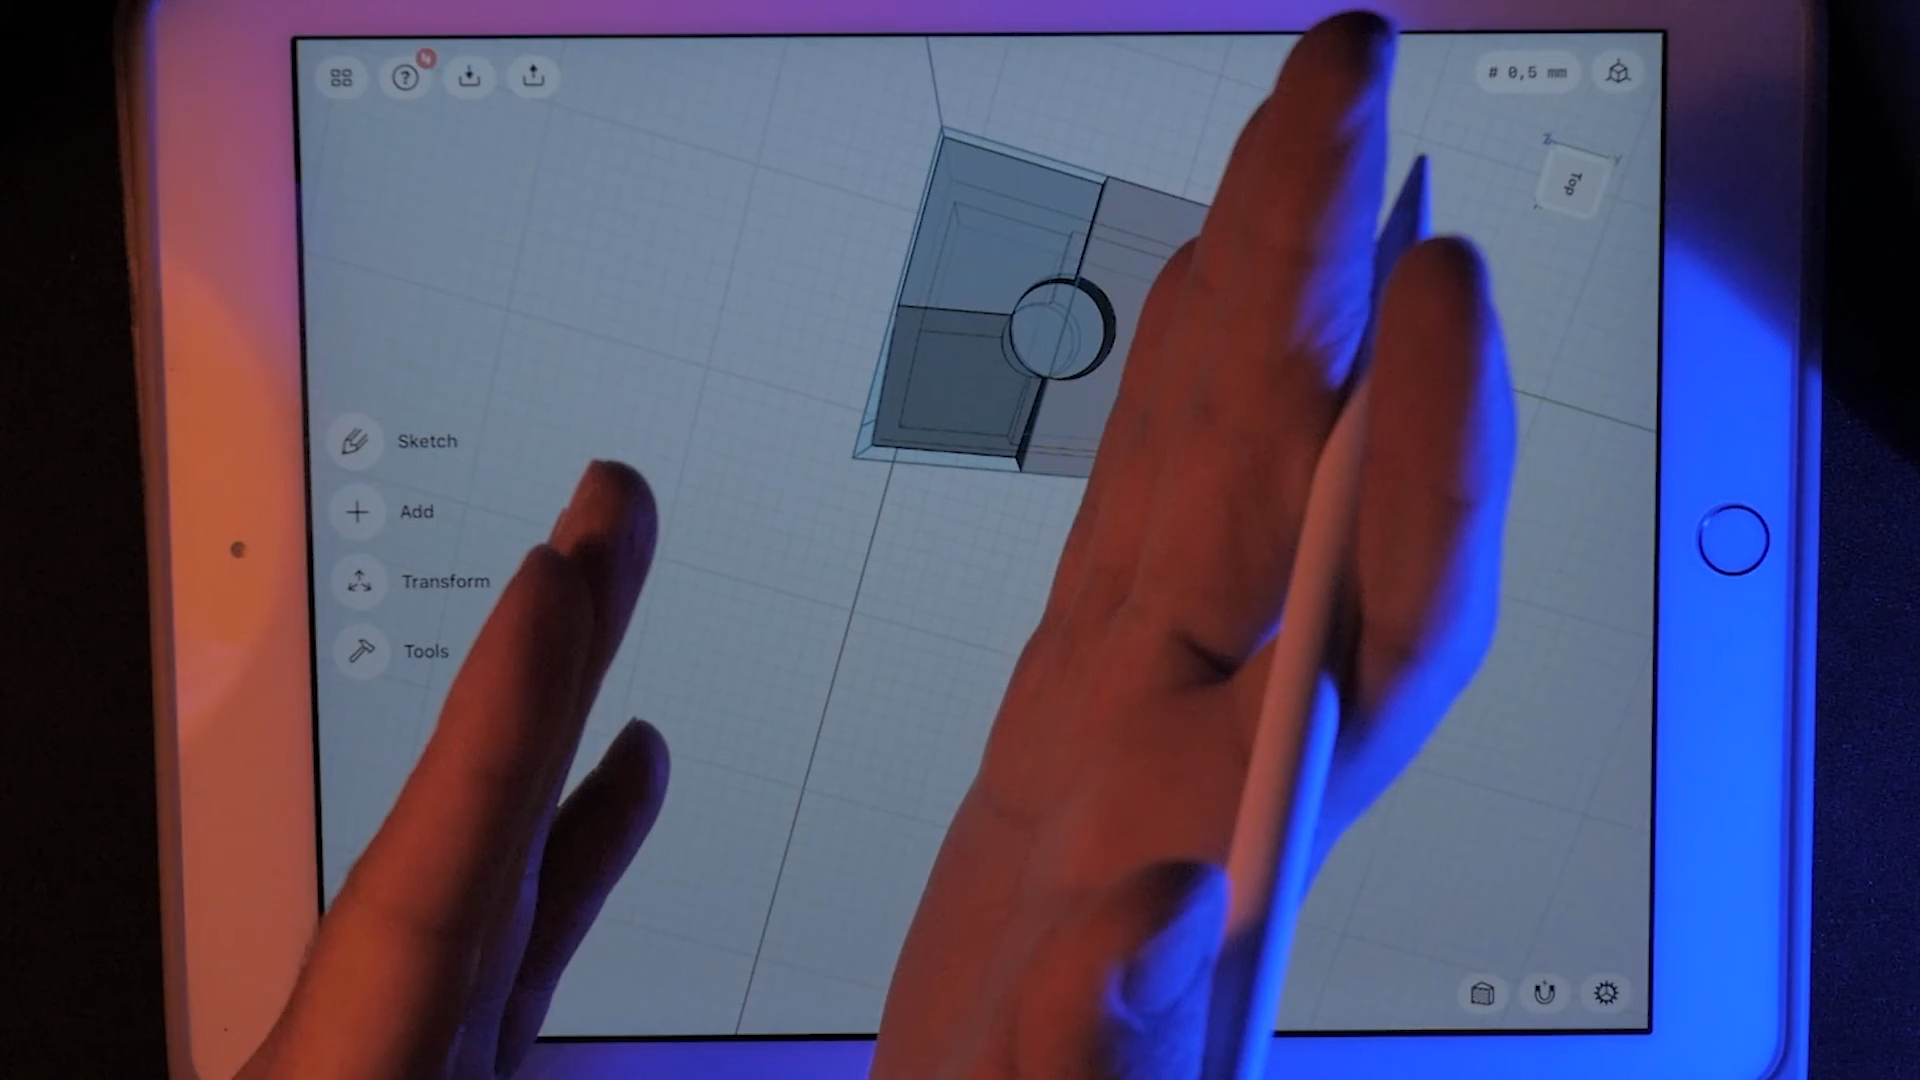 # 0,5 mm
Z
Y
Top
Sketch
Add
Transform
Tools